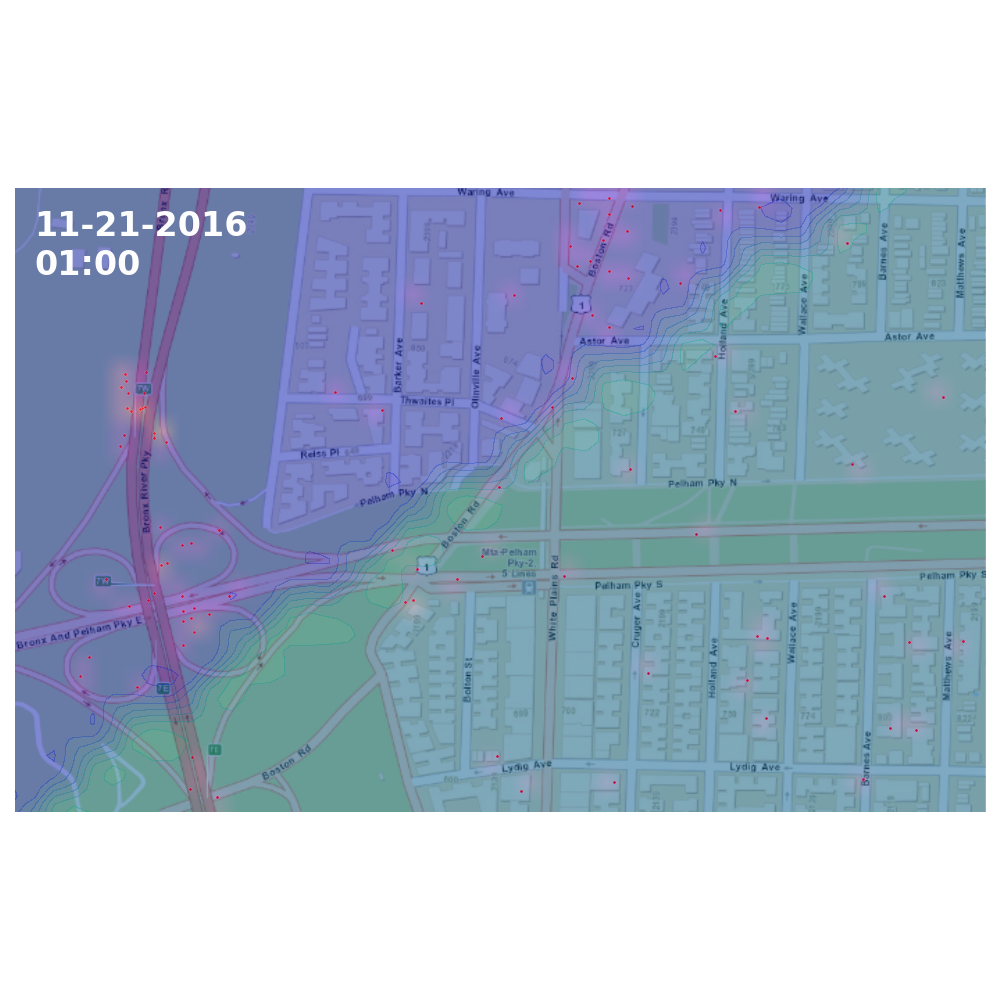 Waring Ave
Waring Ave
11-21-2016
01:00
Boston Rd
Barnes Ave
Matthews Ave
1
Wallace Ave
Holland Ave
Astor Ave
Astor Ave
Barker Ave
Olinville Ave
Thwaites Pl
Reiss Pl
Pelham Pky N
Pelham Pky N
Bronx River Pky
Boston Rd
Mta-Pelham
Pky-2,
5 Lines
1
White Plains Rd
Pelham Pky S
Pelham Pky S
7W
Bronx And Pelham Pky E
Cruger Ave
Wallace Ave
Holland Ave
Matthews Ave
Bolton St
7E
7E
Boston Rd
Lydig Ave
Lydig Ave
Barnes Ave